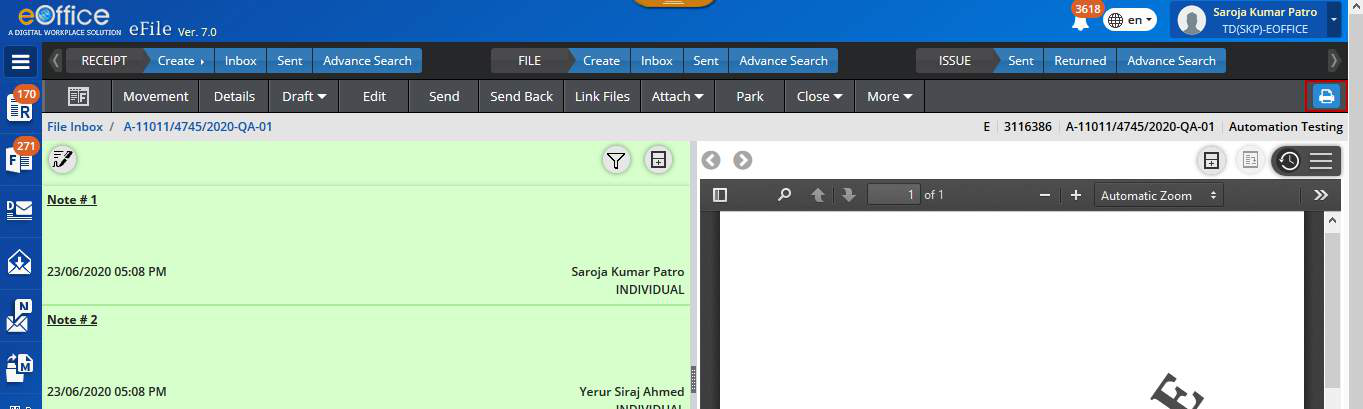 eOffice
A DIGITAL WORKPLACE SOLUTION
eFile Ver. 7.0
3618
en
Saroja Kumar Patro
TD(SKP)-EOFFICE
RECEIPT Create Inbox Sent Advance Search FILE Create Inbox Sent Advance Search ISSUE Sent Returned Advance Search
170
R
F Movement Details Draft Edit Send Send Back Link Files Attach Park Close More
File Inbox / A-11011/4745/2020-QA-01 E 3116386 A-11011/4745/2020-QA-01 Automation Testing
271
F
D
N
M
Note # 1
23/06/2020 05:08 PM Saroja Kumar Patro
INDIVIDUAL
Note # 2
23/06/2020 05:08 PM Yerur Siraj Ahmed
INDIVIDUAL
1 of 1 Automatic Zoom
E